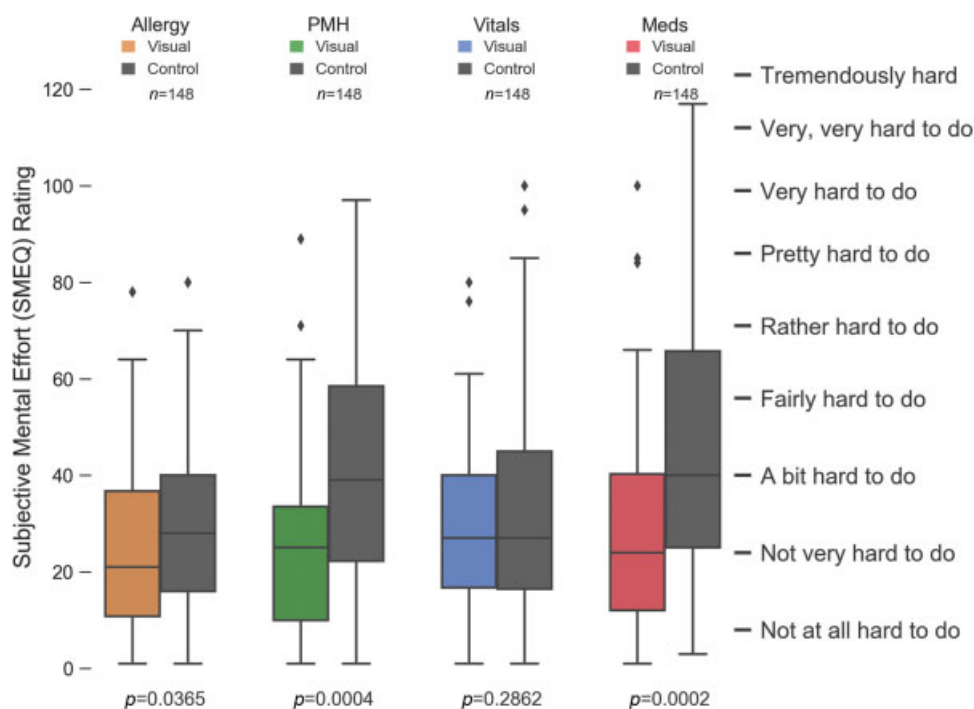 Allergy
Visual
Control
n=148
PMH
Visual
Control
n=148
Vitals
Visual
Control
n=148
Meds
Visual
Control
n=148
Subjective Mental Effort (SMEQ) Rating
120
100
80
60
40
20
0
Tremendously hard
Very, very hard to do
Very hard to do
Pretty hard to do
Rather hard to do
Fairly hard to do
A bit hard to do
Not very hard to do
Not at all hard to do
p=0.0365
p=0.0004
p=0.2862
p=0.0002